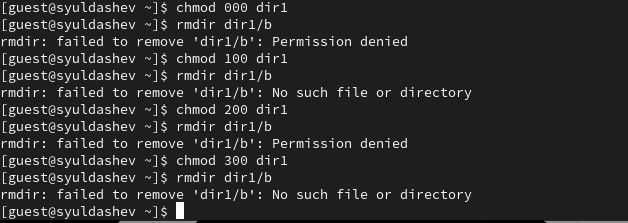 [guest@syuldashev ~]$ chmod 000 dir1
[guest@syuldashev ~]$ rmdir dir1/b
rmdir: failed to remove 'dir1/b': Permission denied
[guest@syuldashev ~]$ chmod 100 dir1
[guest@syuldashev ~]$ rmdir dir1/b
rmdir: failed to remove 'dir1/b': No such file or directory
[guest@syuldashev ~]$ chmod 200 dir1
[guest@syuldashev ~]$ rmdir dir1/b
rmdir: failed to remove 'dir1/b': Permission denied
[guest@syuldashev ~]$ chmod 300 dir1
[guest@syuldashev ~]$ rmdir dir1/b
rmdir: failed to remove 'dir1/b': No such file or directory
[guest@syuldashev ~]$